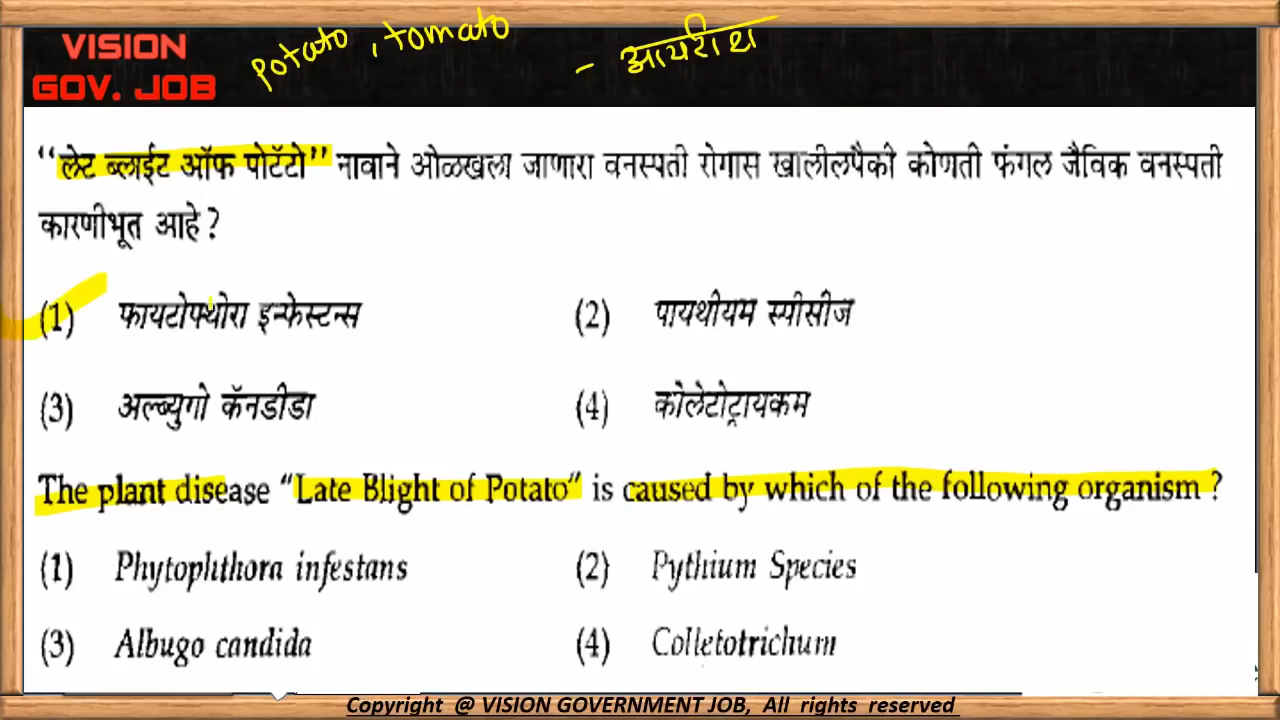 VISION
GOV. JOB
potato, tomato
- आयरीश
“लेट ब्लाईट ऑफ पोटॅटो” नावाने ओळखला जाणारा वनस्पती रोगास खालीलपैकी कोणती फंगल जैविक वनस्पती
कारणीभूत आहे ?
(1) फायटोफ्थोरा इन्फेस्टन्स (2) पायथीयम स्पीसीज
(3) अल्ब्युगो कॅनडीडा (4) कोलेटोट्रायकम
The plant disease “Late Blight of Potato” is caused by which of the following organism ?
(1) Phytophthora infestans (2) Pythium Species
(3) Albugo candida (4) Colletotrichum
Copyright @ VISION GOVERNMENT JOB, All rights reserved